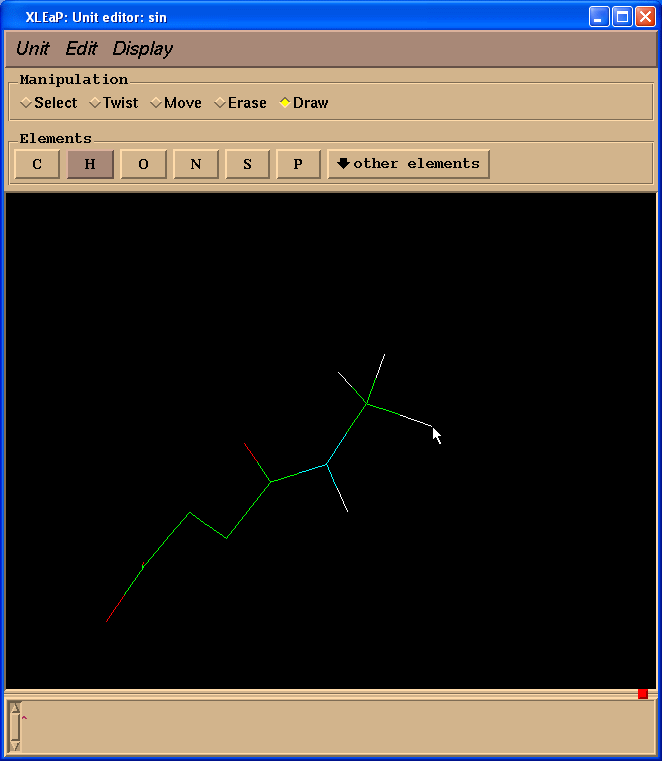 XLEaP: Unit editor: sin
Unit Edit Display
Manipulation
Select Twist Move Erase Draw
Elements
C H O N S P other elements
^